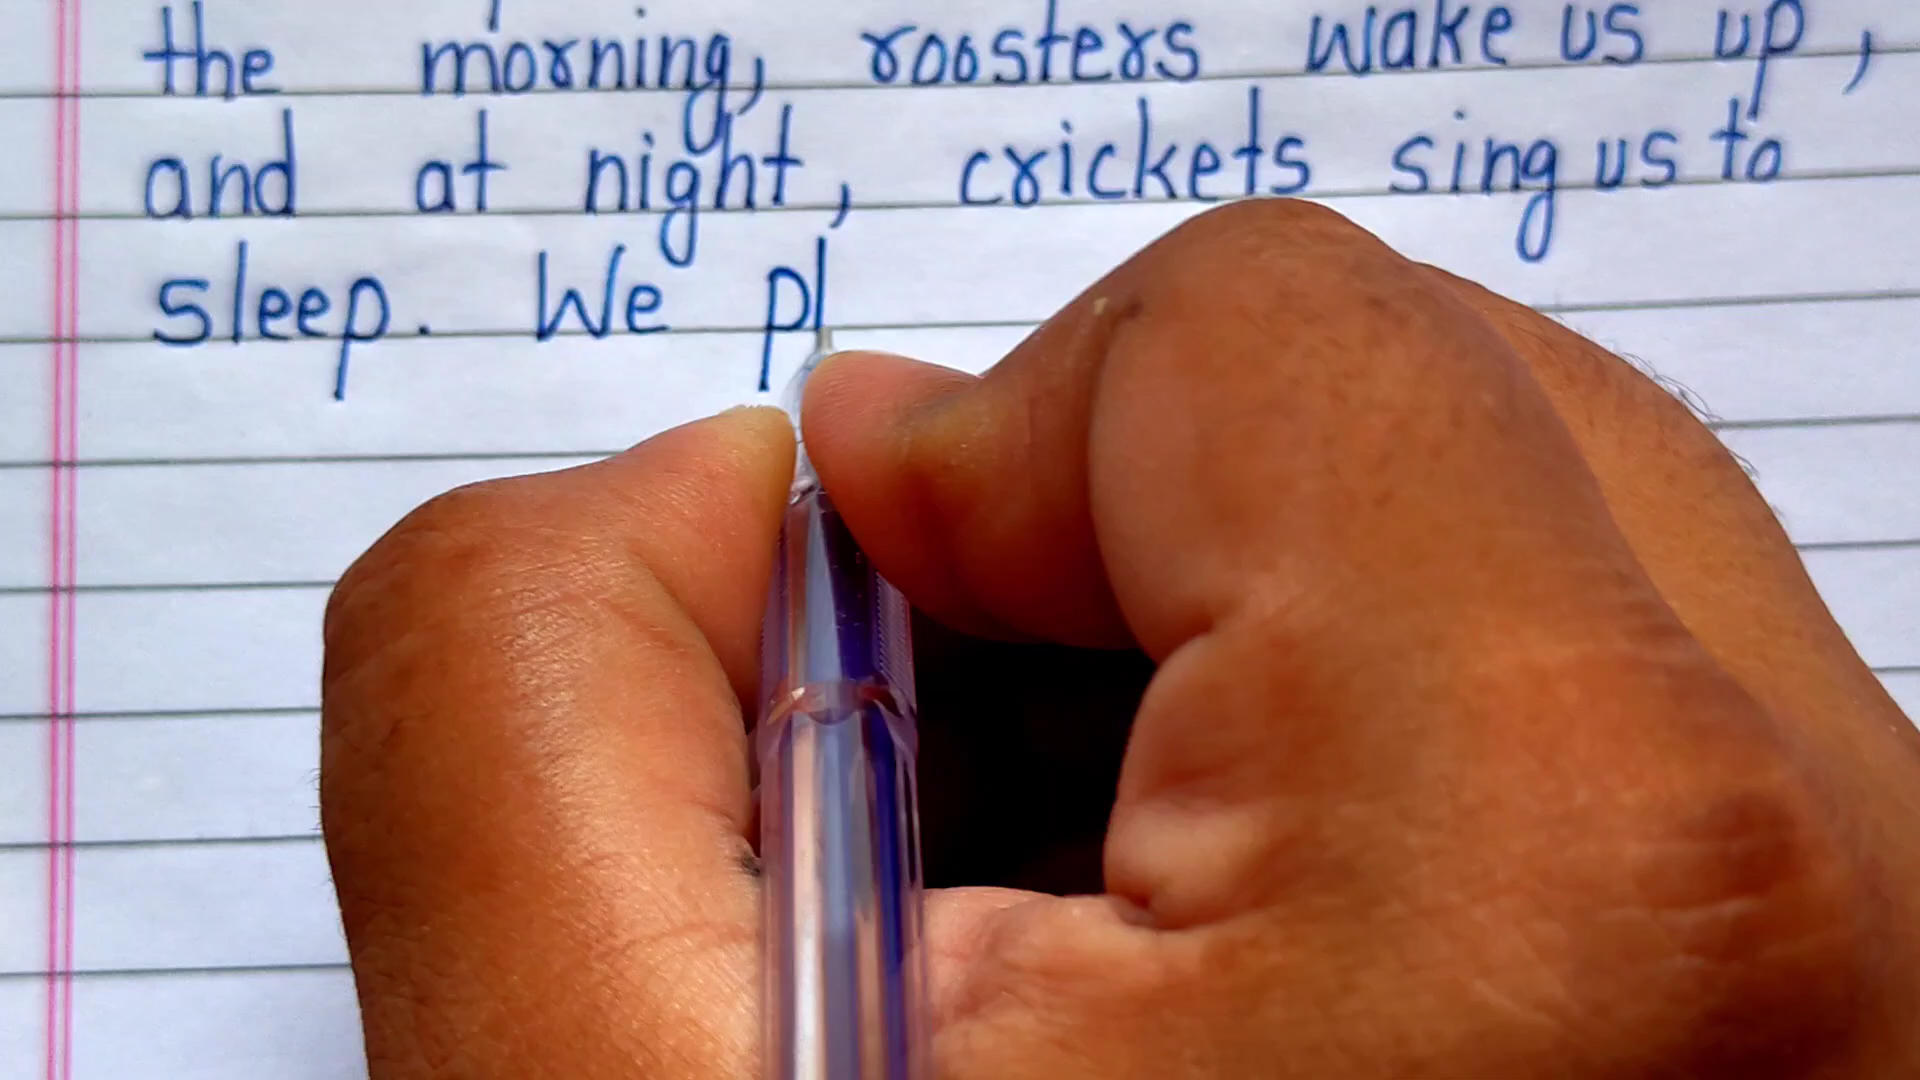 the morning, roosters wake us up,
and at night, crickets sing us to
sleep. We pl